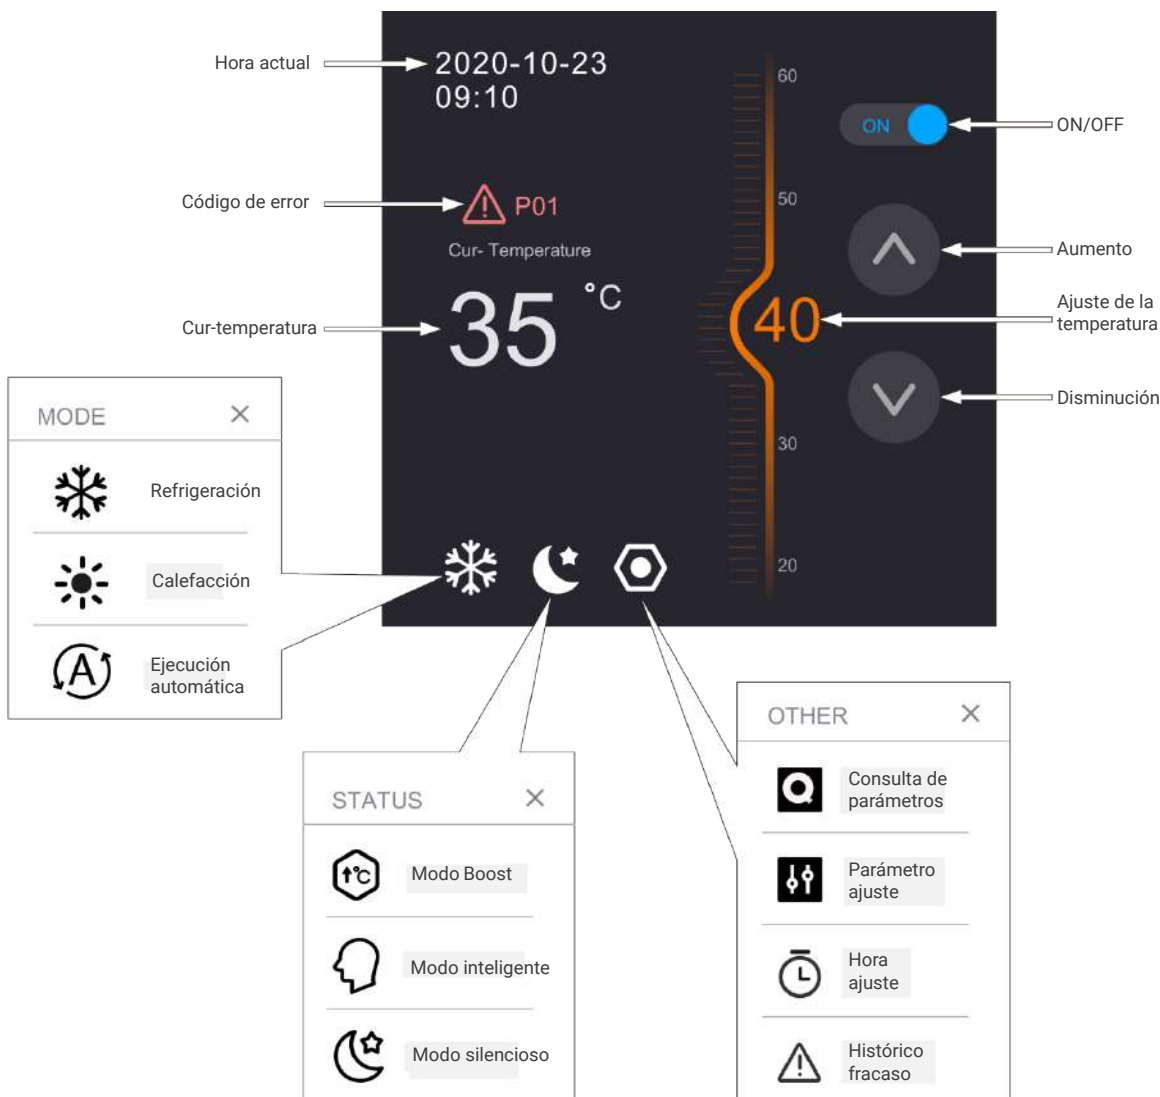 Hora actual
2020-10-23
09:10
60
ON
ON/OFF
Código de error
P01
50
Cur- Temperature
Aumento
Cur-temperatura
35 °C
40
Ajuste de la
temperatura
Disminución
30
20
MODE
Refrigeración
Calefacción
A
Ejecución
automática
STATUS
°C
Modo Boost
Modo inteligente
Modo silencioso
OTHER
Q
Consulta de
parámetros
Parámetro
ajuste
Hora
ajuste
Histórico
fracaso